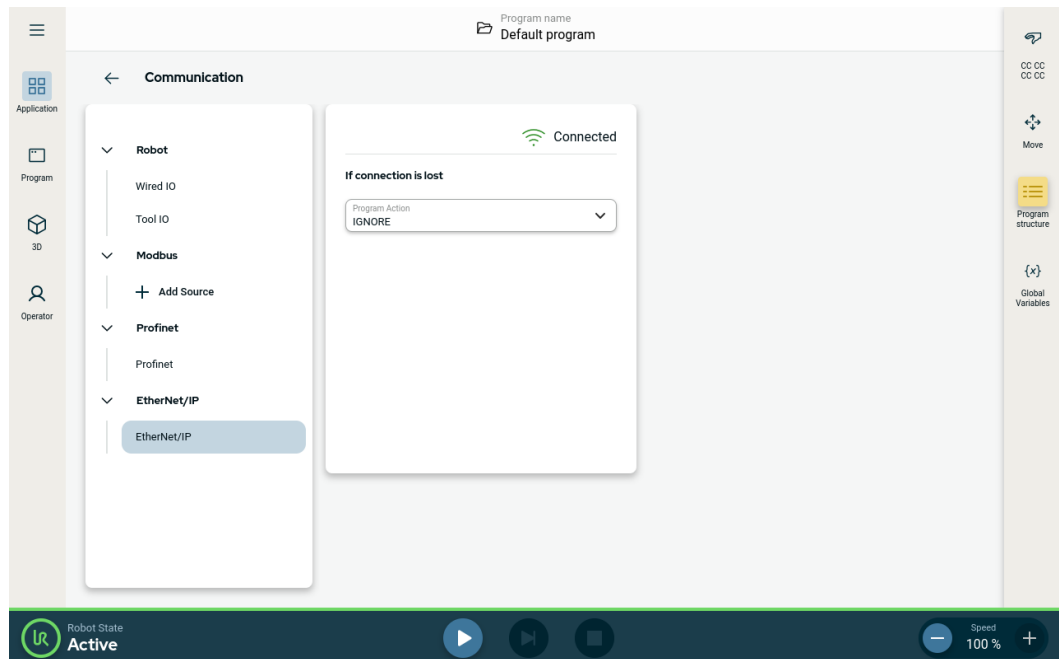 Program name
Default program
Communication
Application
Program
3D
Operator
Robot
Wired IO
Tool IO
Modbus
Add Source
Profinet
Profinet
EtherNet/IP
EtherNet/IP
Connected
If connection is lost
Program Action
IGNORE
CC CC
CC CC
Move
Program
structure
{x}
Global
Variables
UR
Robot State
Active
Speed
100 %